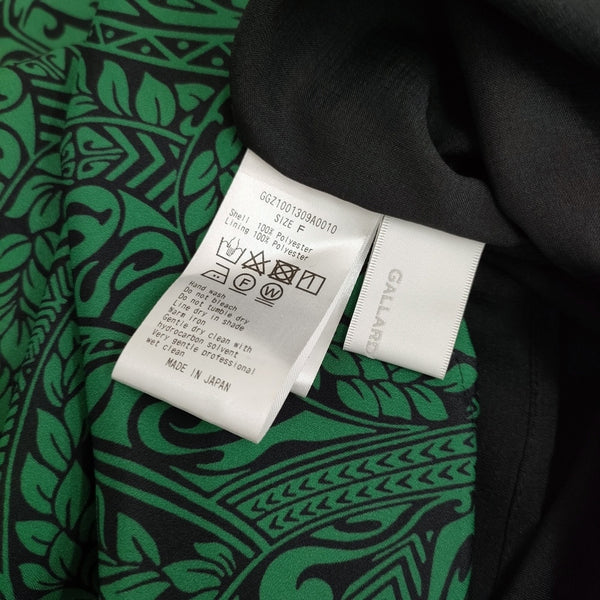 GGZ1001309A0010
SIZE F
Shell 100% Polyester
Lining 100% Polyester
F W
Hand wash
Do not bleach
Do not tumble dry
Line dry in shade
Warm iron
Gentle dry clean with
hydrocarbon solvent
Very gentle professional
wet clean
MADE IN JAPAN
GALLARD